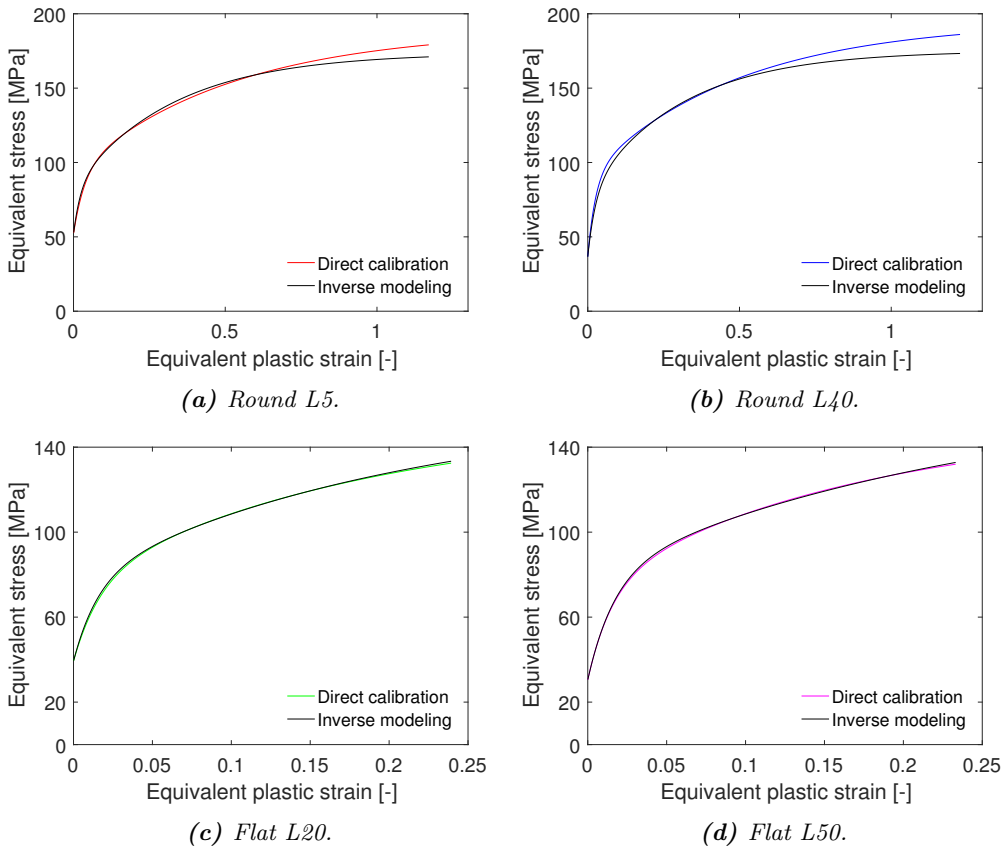 200
150
100
50
0
0
0.5
1
Equivalent stress [MPa]
Equivalent plastic strain [-]
Direct calibration
Inverse modeling
(a) Round L5.
200
150
100
50
0
0
0.5
1
Equivalent stress [MPa]
Equivalent plastic strain [-]
Direct calibration
Inverse modeling
(b) Round L40.
140
100
60
20
0
0
0.05
0.1
0.15
0.2
0.25
Equivalent stress [MPa]
Equivalent plastic strain [-]
Direct calibration
Inverse modeling
(c) Flat L20.
140
100
60
20
0
0
0.05
0.1
0.15
0.2
0.25
Equivalent stress [MPa]
Equivalent plastic strain [-]
Direct calibration
Inverse modeling
(d) Flat L50.